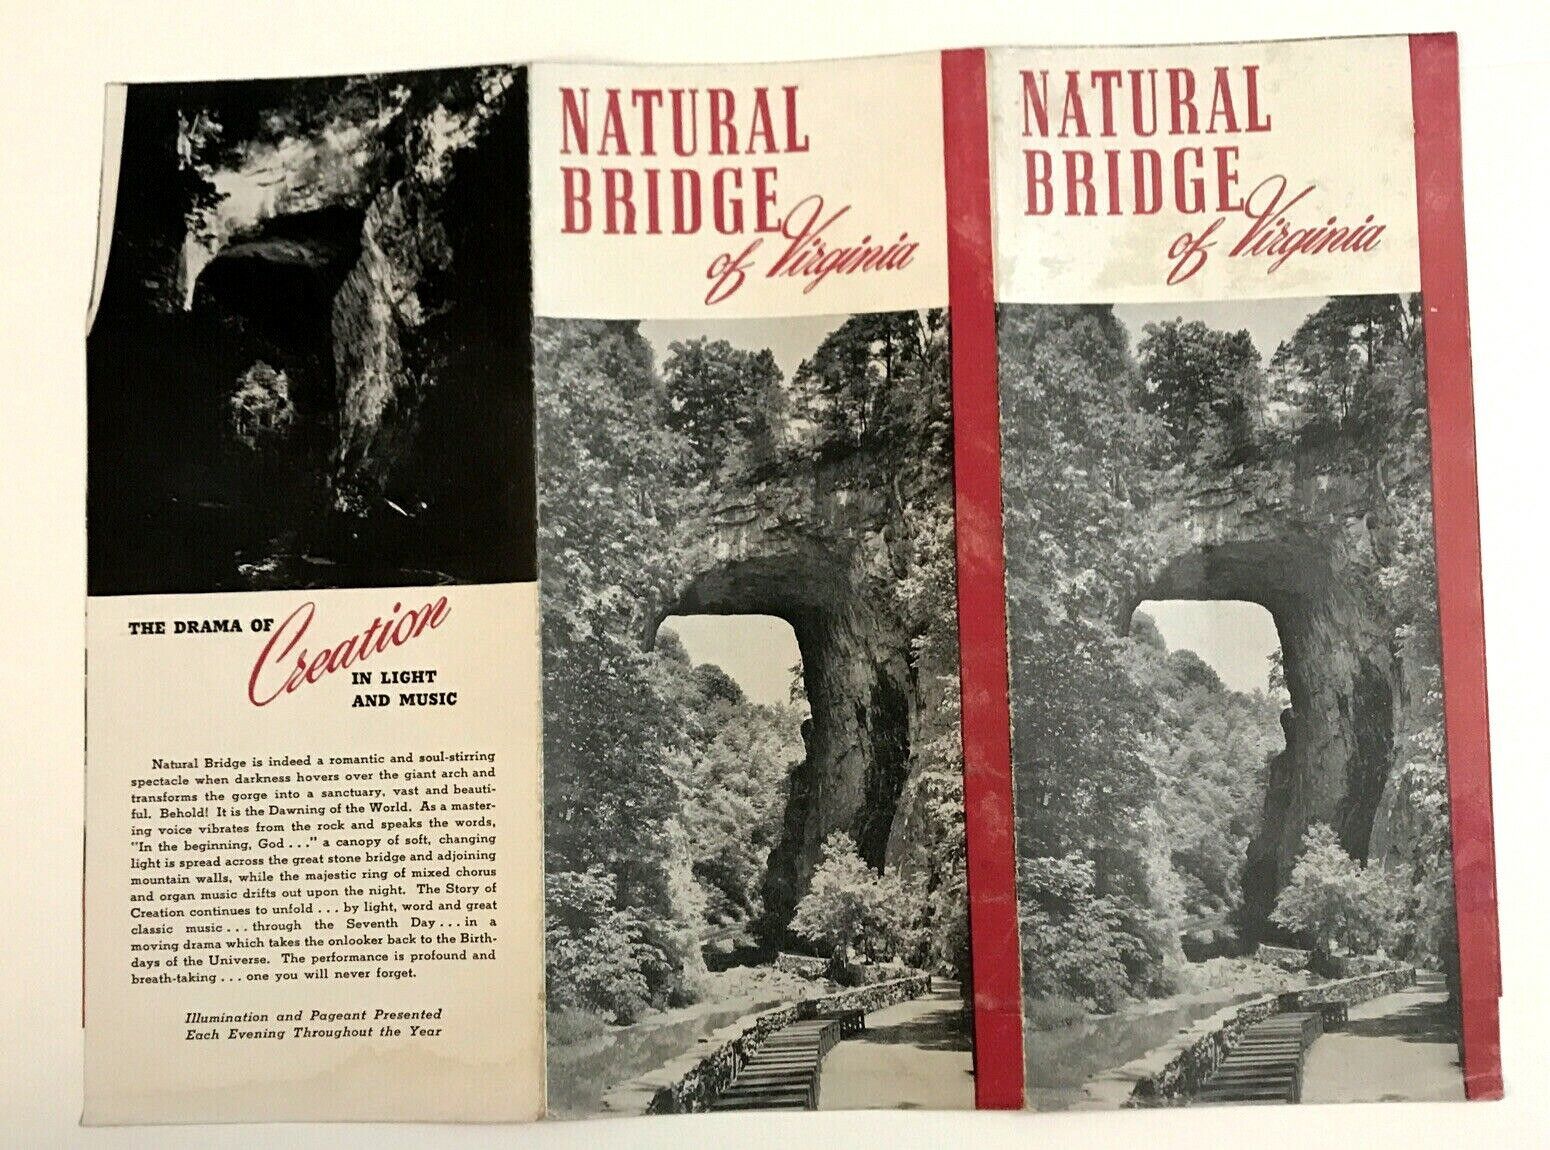 THE DRAMA OF
Creation
IN LIGHT
AND MUSIC
Natural Bridge is indeed a romantic and soul-stirring
spectacle when darkness hovers over the giant arch and
transforms the gorge into a sanctuary, vast and beauti-
ful. Behold! It is the Dawning of the World. As a master-
ing voice vibrates from the rock and speaks the words,
"In the beginning, God . . ." a canopy of soft, changing
light is spread across the great stone bridge and adjoining
mountain walls, while the majestic ring of mixed chorus
and organ music drifts out upon the night. The Story of
Creation continues to unfold . . . by light, word and great
classic music . . . through the Seventh Day . . . in a
moving drama which takes the onlooker back to the Birth-
days of the Universe. The performance is profound and
breath-taking . . . one you will never forget.
Illumination and Pageant Presented
Each Evening Throughout the Year
NATURAL
BRIDGE
of Virginia
NATURAL
BRIDGE
of Virginia